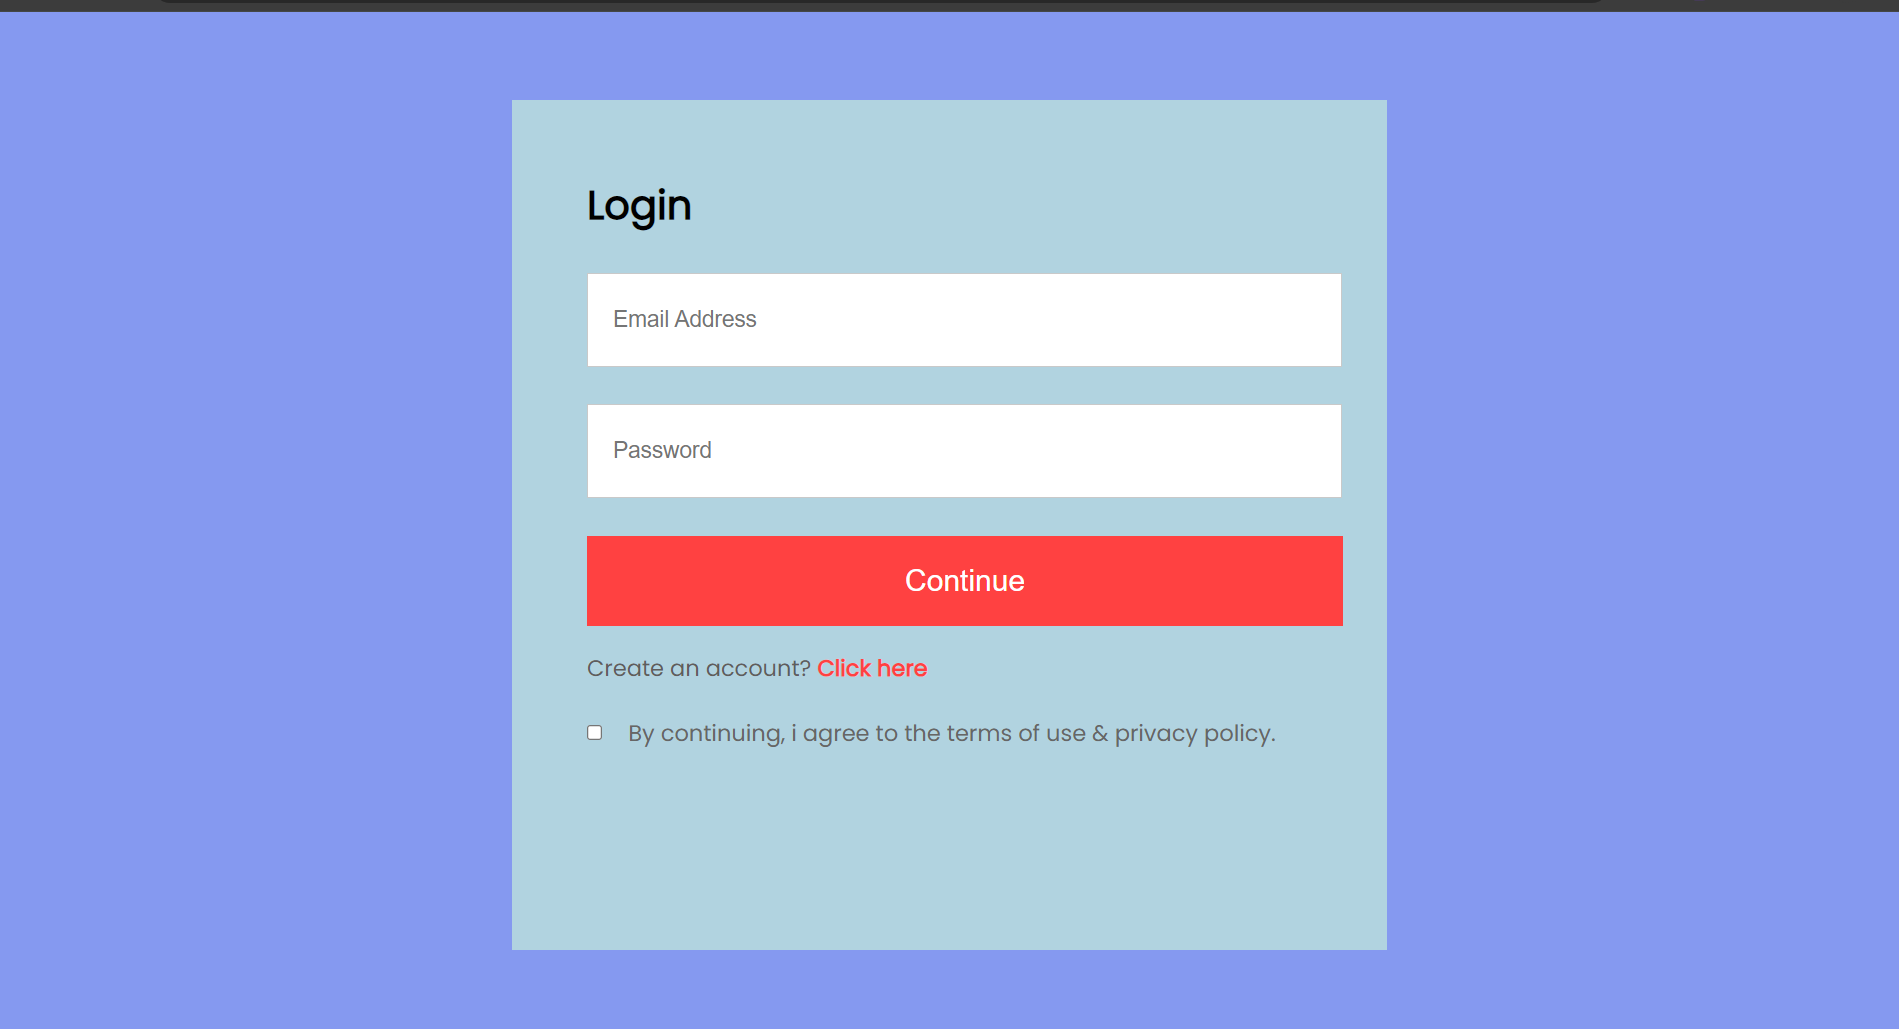 Login
Email Address
Password
Continue
Create an account? Click here
By continuing, i agree to the terms of use & privacy policy.